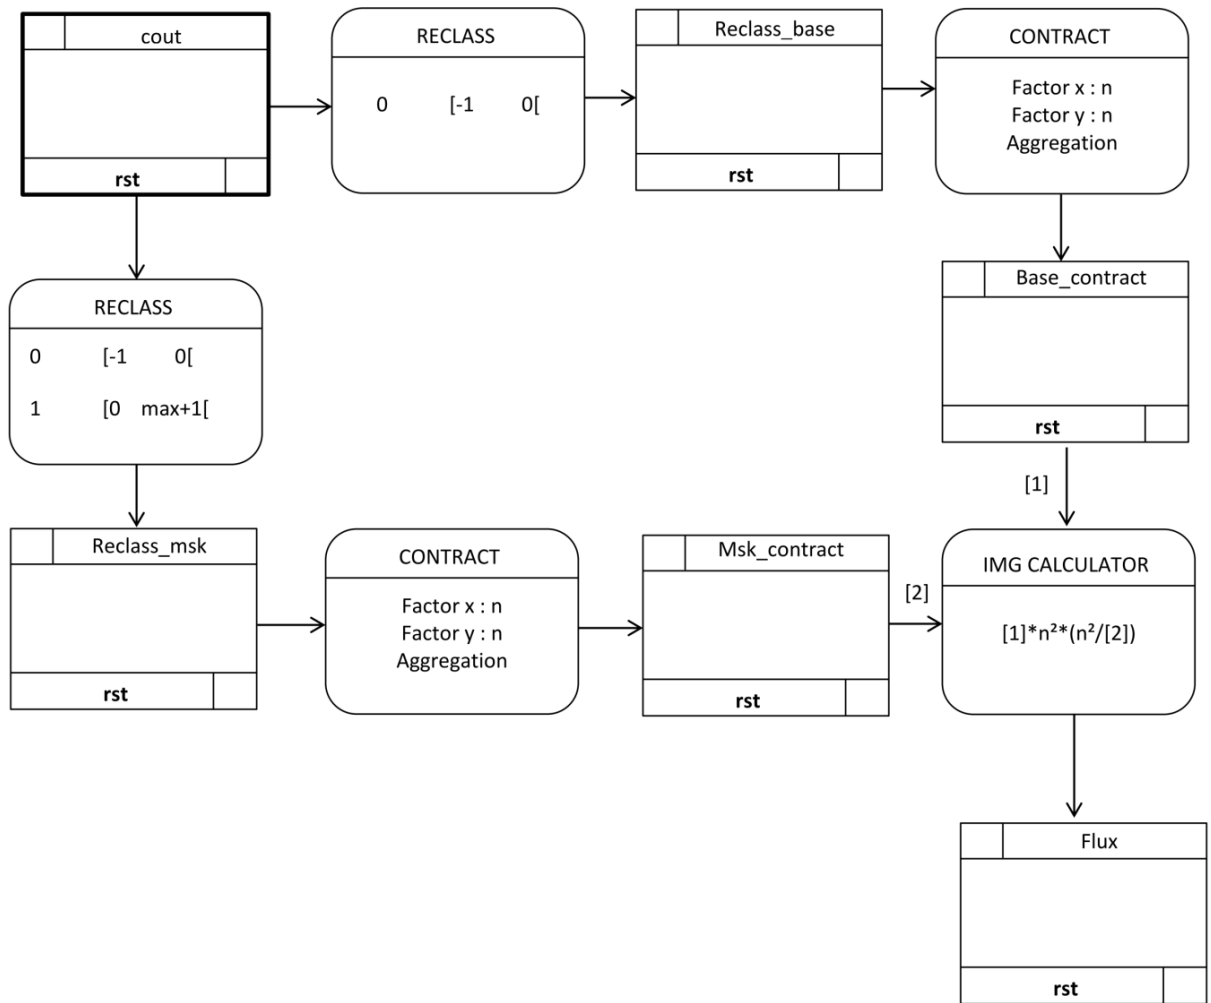 cout
rst
RECLASS
0 [-1 0[
Reclass_base
rst
CONTRACT
Factor x : n
Factor y : n
Aggregation
RECLASS
0 [-1 0[
1 [0 max+1[
Base_contract
rst
[1]
Reclass_msk
rst
CONTRACT
Factor x : n
Factor y : n
Aggregation
Msk_contract
rst
[2]
IMG CALCULATOR
[1]*n²*(n²/[2])
Flux
rst